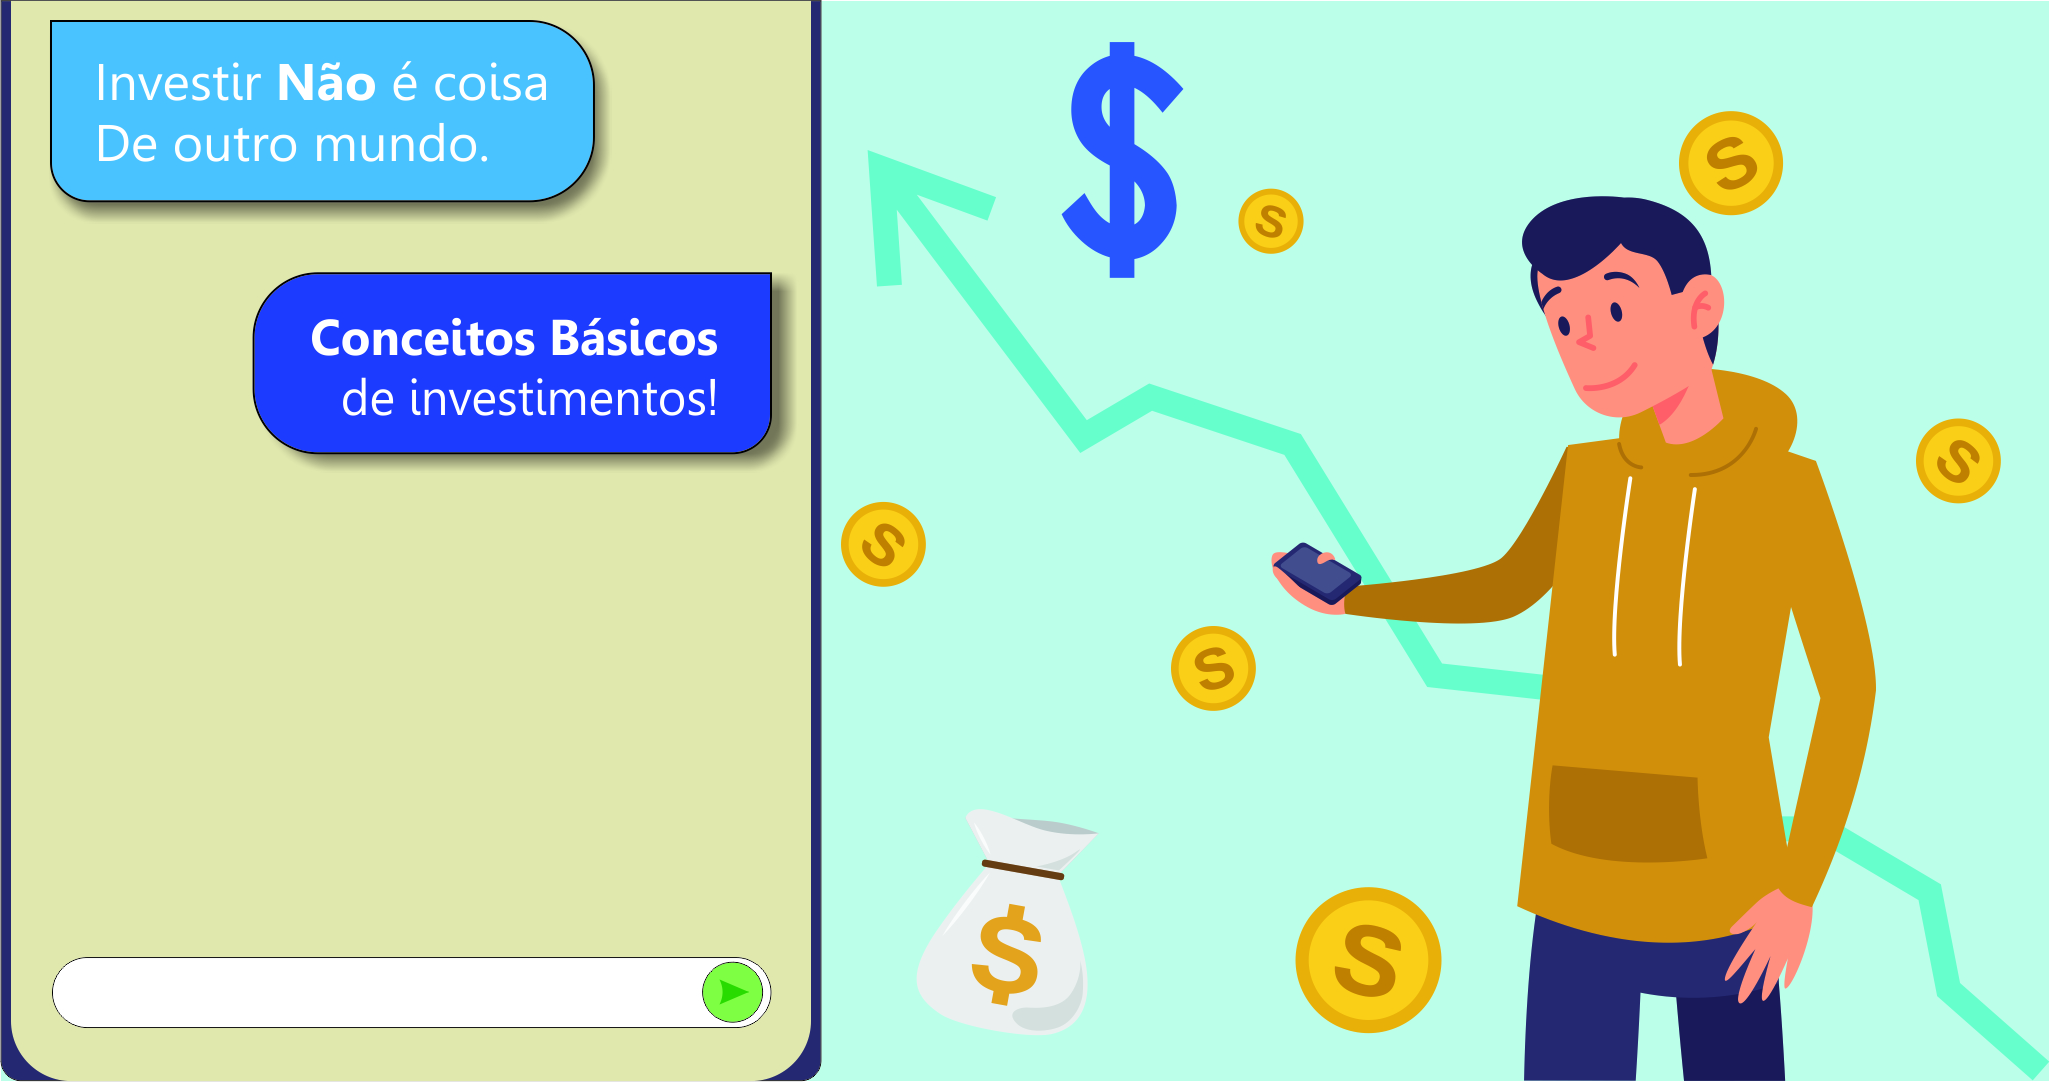 Investir Não é coisa
De outro mundo.
Conceitos Básicos
de investimentos!
$
S
S
S
S
S
$
S